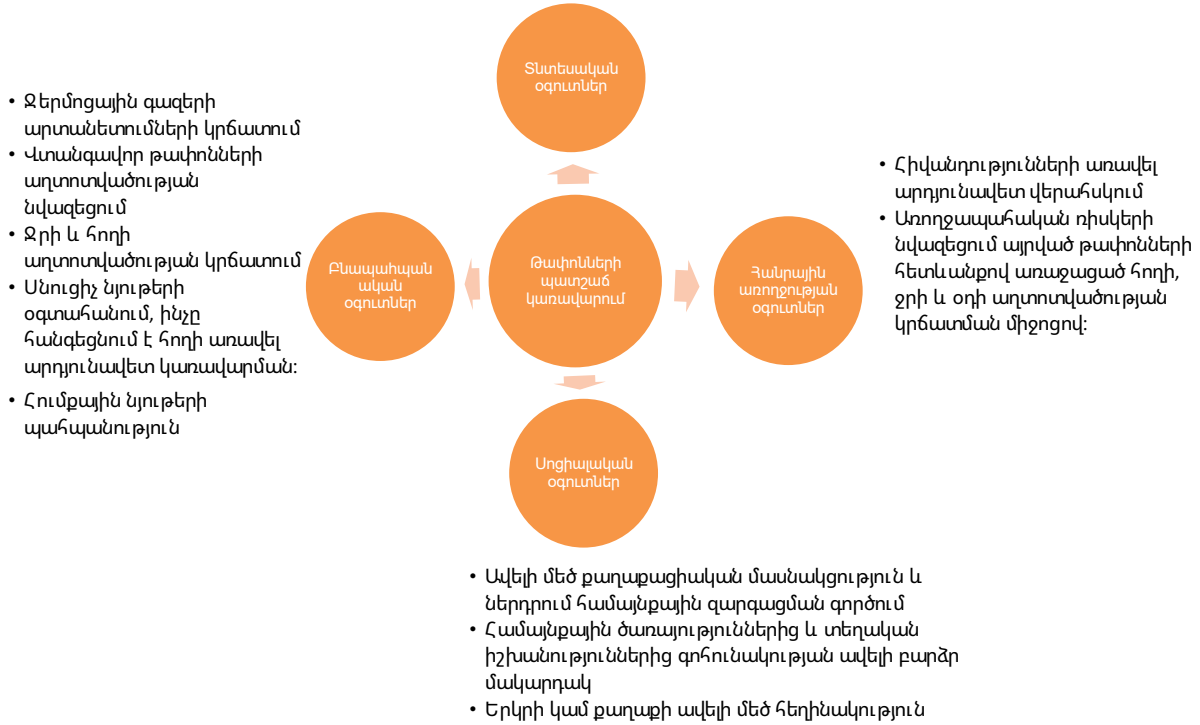 Տնտեսական
օգուտներ
• Ջերմոցային գազերի
արտանետումների կրճատում
• Վտանգավոր թափոնների
աղտոտվածության
նվազեցում
• Ջրի և հողի
աղտոտվածության կրճատում
• Սնուցիչ նյութերի
օգտահանում, ինչը
հանգեցնում է հողի առավել
արդյունավետ կառավարման:
• Հումքային նյութերի
պահպանություն
Բնապահպան
ական
օգուտներ
Թափոնների
պատշաճ
կառավարում
Հանրային
առողջության
օգուտներ
• Հիվանդությունների առավել
արդյունավետ վերահսկում
• Առողջապահական ռիսկերի
նվազեցում այրված թափոնների
հետևանքով առաջացած հողի,
ջրի և օդի աղտոտվածության
կրճատման միջոցով:
Սոցիալական
օգուտներ
• Ավելի մեծ քաղաքացիական մասնակցություն և
ներդրում համայնքային զարգացման գործում
• Համայնքային ծառայություններից և տեղական
իշխանություններից գոհունակության ավելի բարձր
մակարդակ
• Երկրի կամ քաղաքի ավելի մեծ հեղինակություն